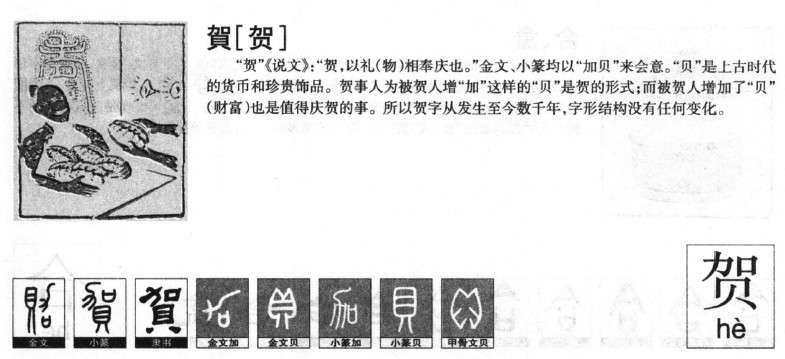 賀[贺]
“贺”《说文》:“贺,以礼(物)相奉庆也。”金文、小篆均以“加贝”来会意。“贝”是上古时代
的货币和珍贵饰品。贺事人为被贺人增“加”这样的“贝”是贺的形式;而被贺人增加了“贝”
(财富)也是值得庆贺的事。所以贺字从发生至今数千年,字形结构没有任何变化。
贺
hè
金文 小篆 隶书 金文加 金文贝 小篆加 小篆贝 甲骨文贝